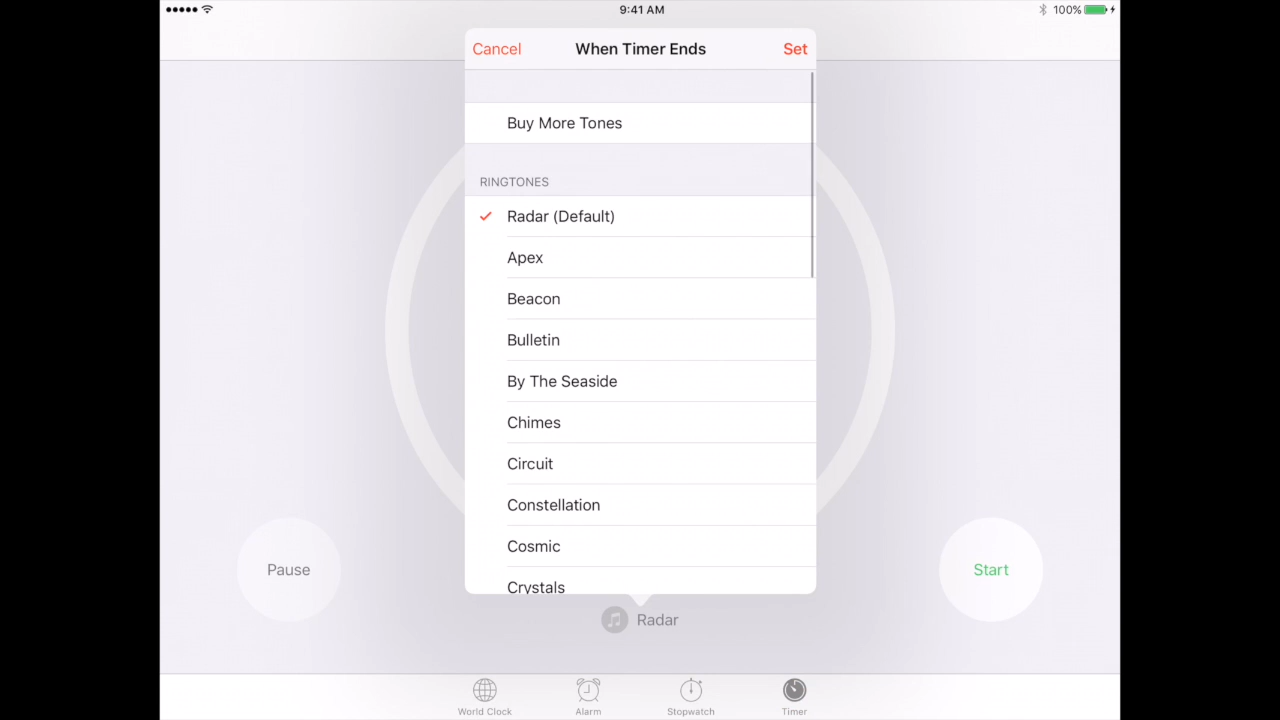 9:41 AM
100%
Cancel
When Timer Ends
Set
Buy More Tones
RINGTONES
Radar (Default)
Apex
Beacon
Bulletin
By The Seaside
Chimes
Circuit
Constellation
Cosmic
Crystals
Pause
Start
Radar
World Clock
Alarm
Stopwatch
Timer